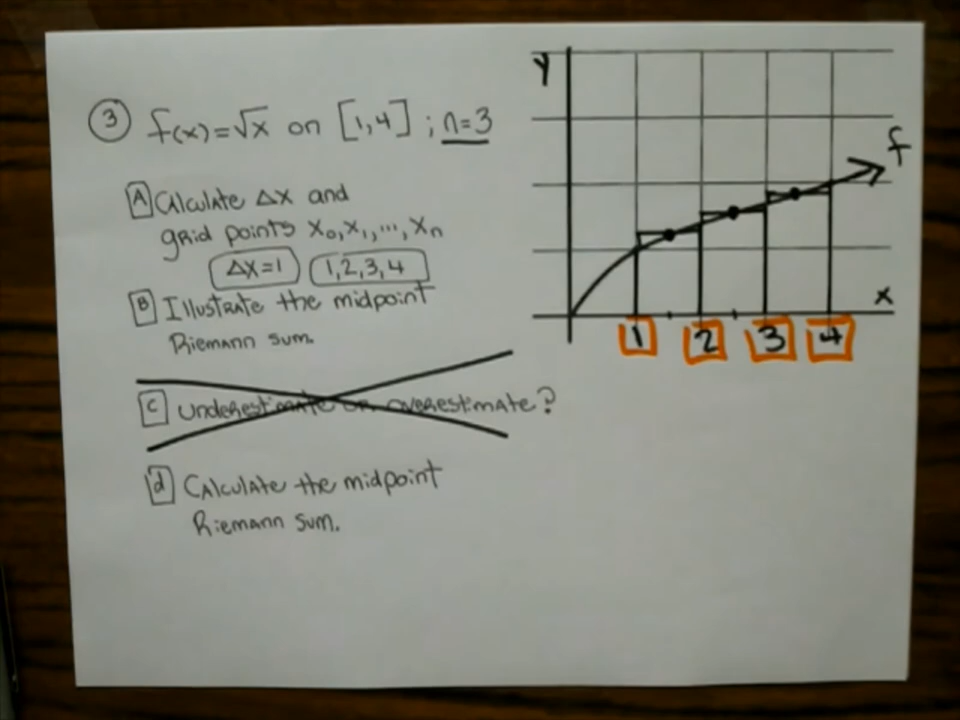 3 f(x)=√x on [1,4] ; n=3
A Calculate Δx and
grid points x₀,x₁,...,xₙ
Δx=1 1,2,3,4
B Illustrate the midpoint
Riemann sum.
C Underestimate or overestimate?
d Calculate the midpoint
Riemann sum.
y
f
x
1 2 3 4